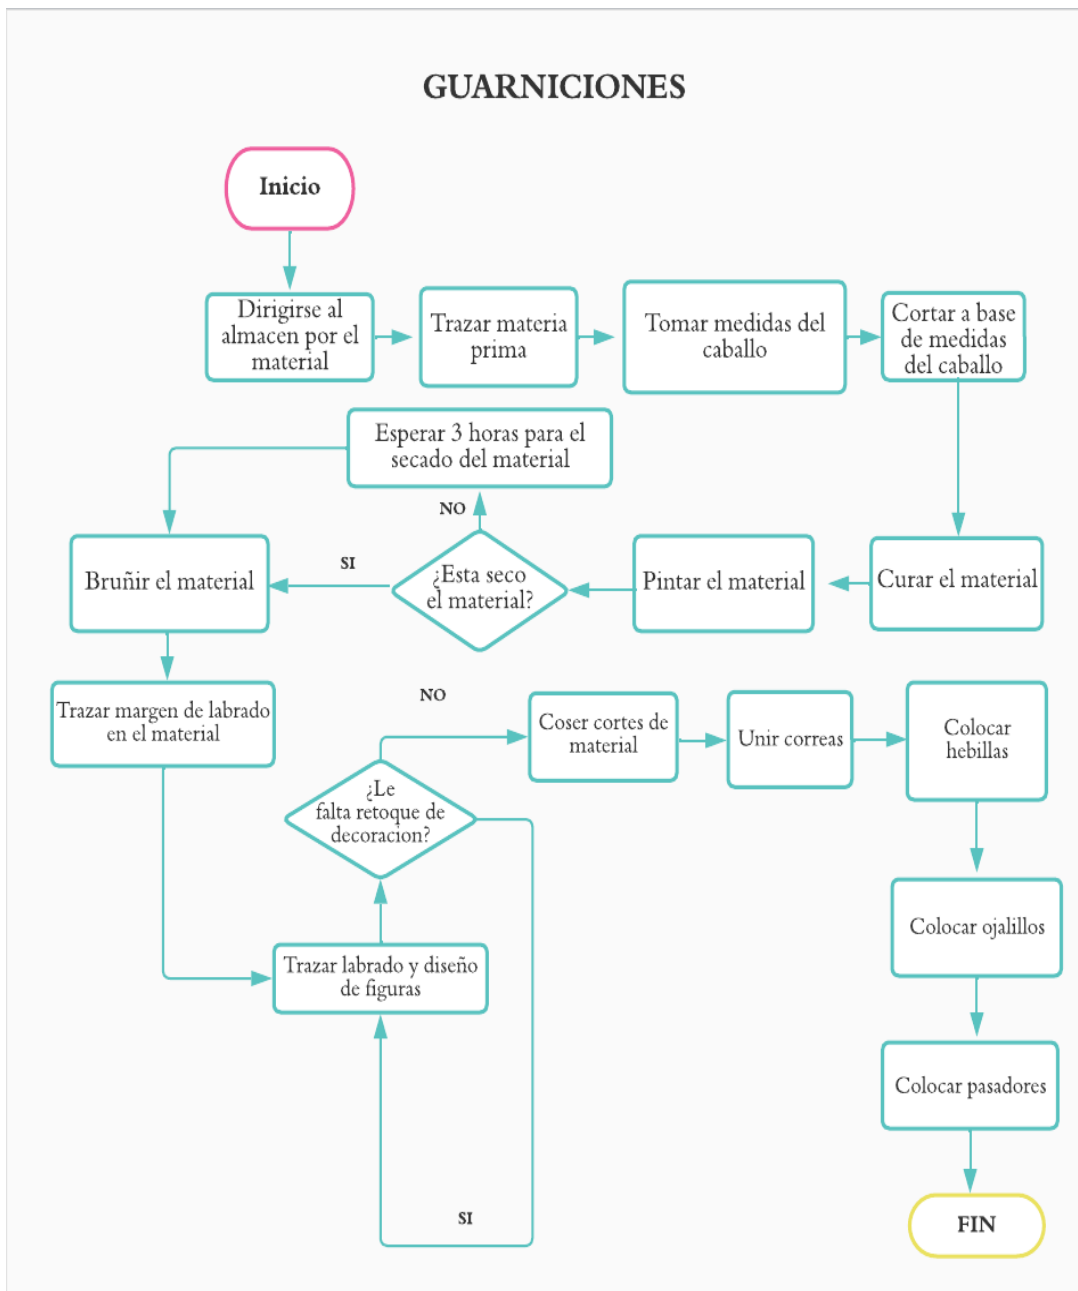 GUARNICIONES
Inicio
Dirigirse al
almacen por el
material
Trazar materia
prima
Tomar medidas del
caballo
Cortar a base
de medidas
del caballo
Esperar 3 horas para el
secado del material
NO
Bruñir el material
SI
¿Esta seco
el material?
Pintar el material
Curar el material
Trazar margen de labrado
en el material
NO
Coser cortes de
material
Unir correas
Colocar
hebillas
¿Le
falta retoque de
decoracion?
Colocar ojalillos
Trazar labrado y diseño
de figuras
Colocar pasadores
SI
FIN